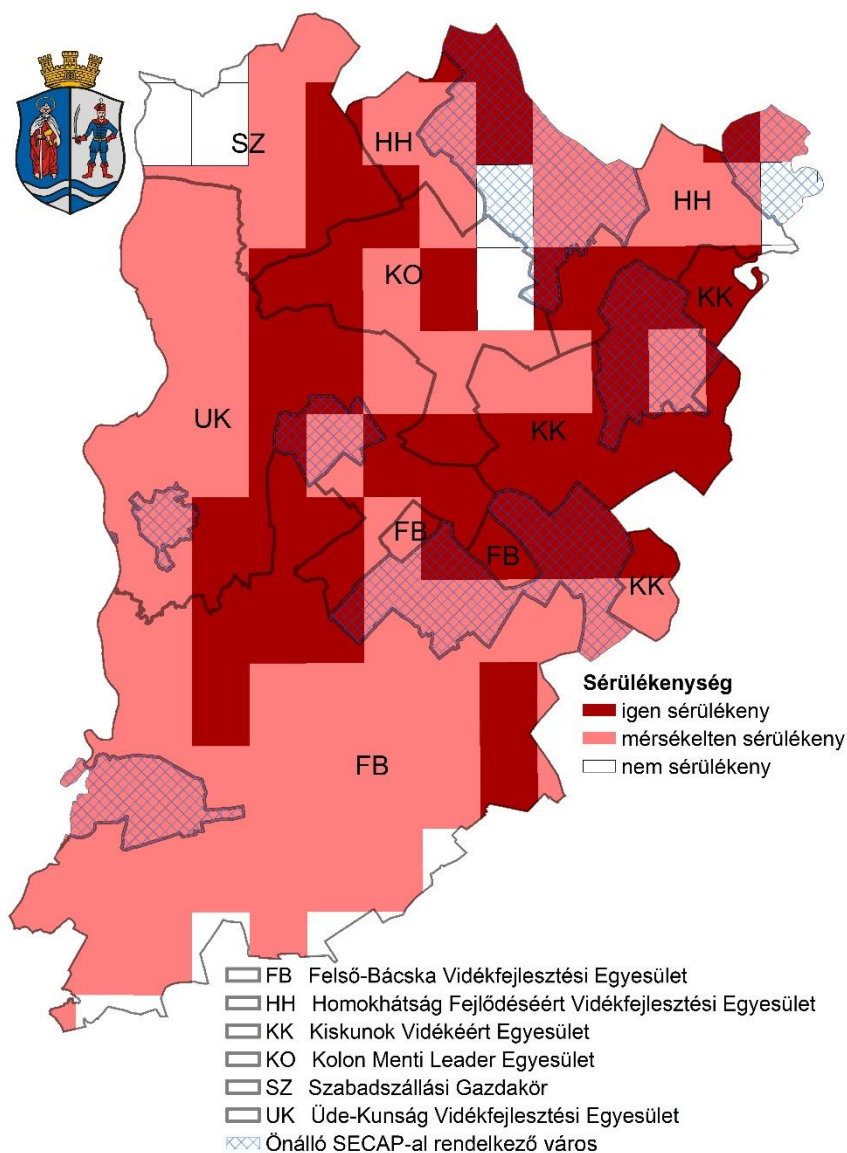 SZ
HH
HH
KO
KK
UK
KK
FB
FB
KK
Sérülékenység
igen sérülékeny
mérsékelten sérülékeny
nem sérülékeny
FB
FB Felső-Bácska Vidékfejlesztési Egyesület
HH Homokhátság Fejlődéséért Vidékfejlesztési Egyesület
KK Kiskunok Vidékéért Egyesület
KO Kolon Menti Leader Egyesület
SZ Szabadszállási Gazdakör
UK Üde-Kunság Vidékfejlesztési Egyesület
Önálló SECAP-al rendelkező város